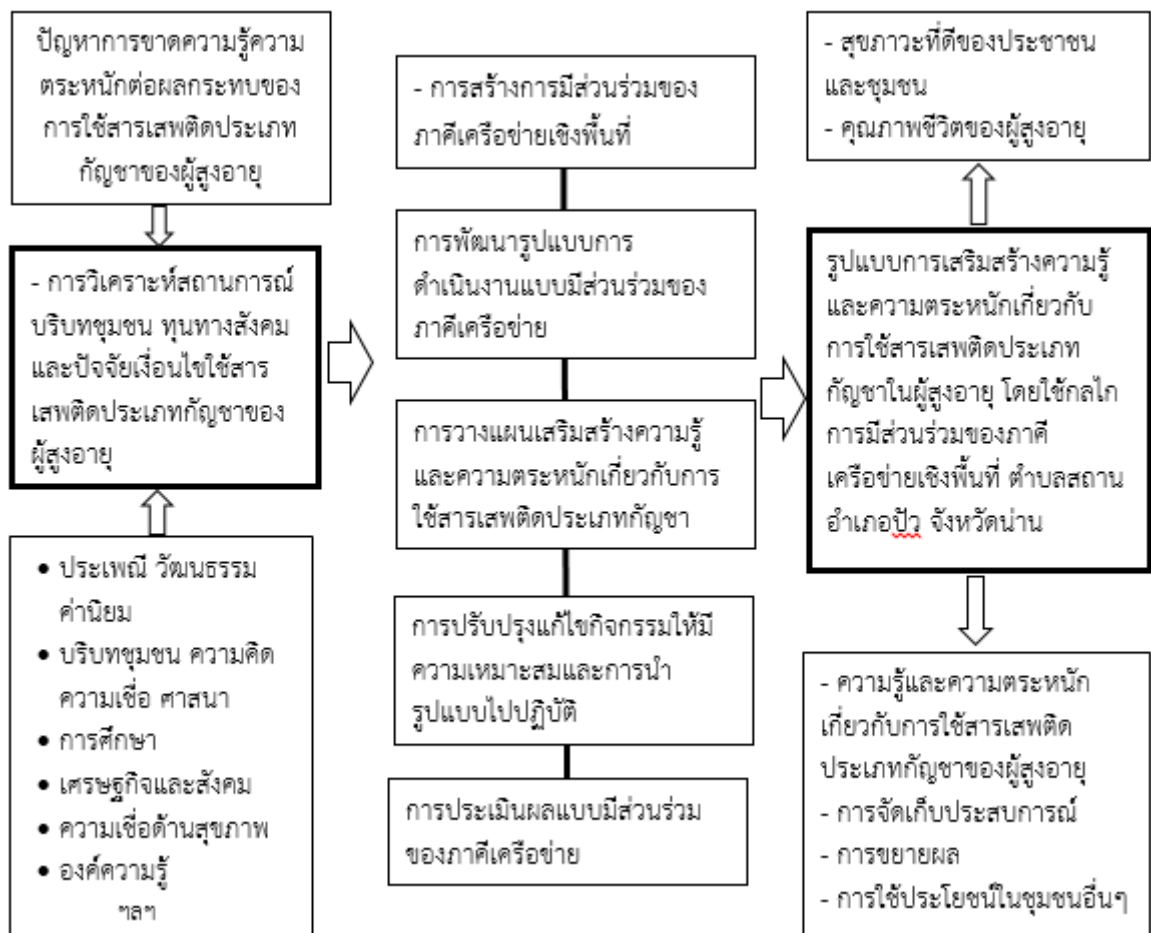 ปัญหาการขาดความรู้ความ
ตระหนักต่อผลกระทบของ
การใช้สารเสพติดประเภท
กัญชาของผู้สูงอายุ
- การวิเคราะห์สถานการณ์
บริบทชุมชน ทุนทางสังคม
และปัจจัยเงื่อนไขใช้สาร
เสพติดประเภทกัญชาของ
ผู้สูงอายุ
• ประเพณี วัฒนธรรม
ค่านิยม
• บริบทชุมชน ความคิด
ความเชื่อ ศาสนา
• การศึกษา
• เศรษฐกิจและสังคม
• ความเชื่อด้านสุขภาพ
• องค์ความรู้
ฯลฯ
- การสร้างการมีส่วนร่วมของ
ภาคีเครือข่ายเชิงพื้นที่
การพัฒนารูปแบบการ
ดำเนินงานแบบมีส่วนร่วมของ
ภาคีเครือข่าย
การวางแผนเสริมสร้างความรู้
และความตระหนักเกี่ยวกับการ
ใช้สารเสพติดประเภทกัญชา
การปรับปรุงแก้ไขกิจกรรมให้มี
ความเหมาะสมและการนำ
รูปแบบไปปฏิบัติ
การประเมินผลแบบมีส่วนร่วม
ของภาคีเครือข่าย
- สุขภาวะที่ดีของประชาชน
และชุมชน
- คุณภาพชีวิตของผู้สูงอายุ
รูปแบบการเสริมสร้างความรู้
และความตระหนักเกี่ยวกับ
การใช้สารเสพติดประเภท
กัญชาในผู้สูงอายุ โดยใช้กลไก
การมีส่วนร่วมของภาคี
เครือข่ายเชิงพื้นที่ ตำบลสถาน
อำเภอปัว จังหวัดน่าน
- ความรู้และความตระหนัก
เกี่ยวกับการใช้สารเสพติด
ประเภทกัญชาของผู้สูงอายุ
- การจัดเก็บประสบการณ์
- การขยายผล
- การใช้ประโยชน์ในชุมชนอื่นๆ